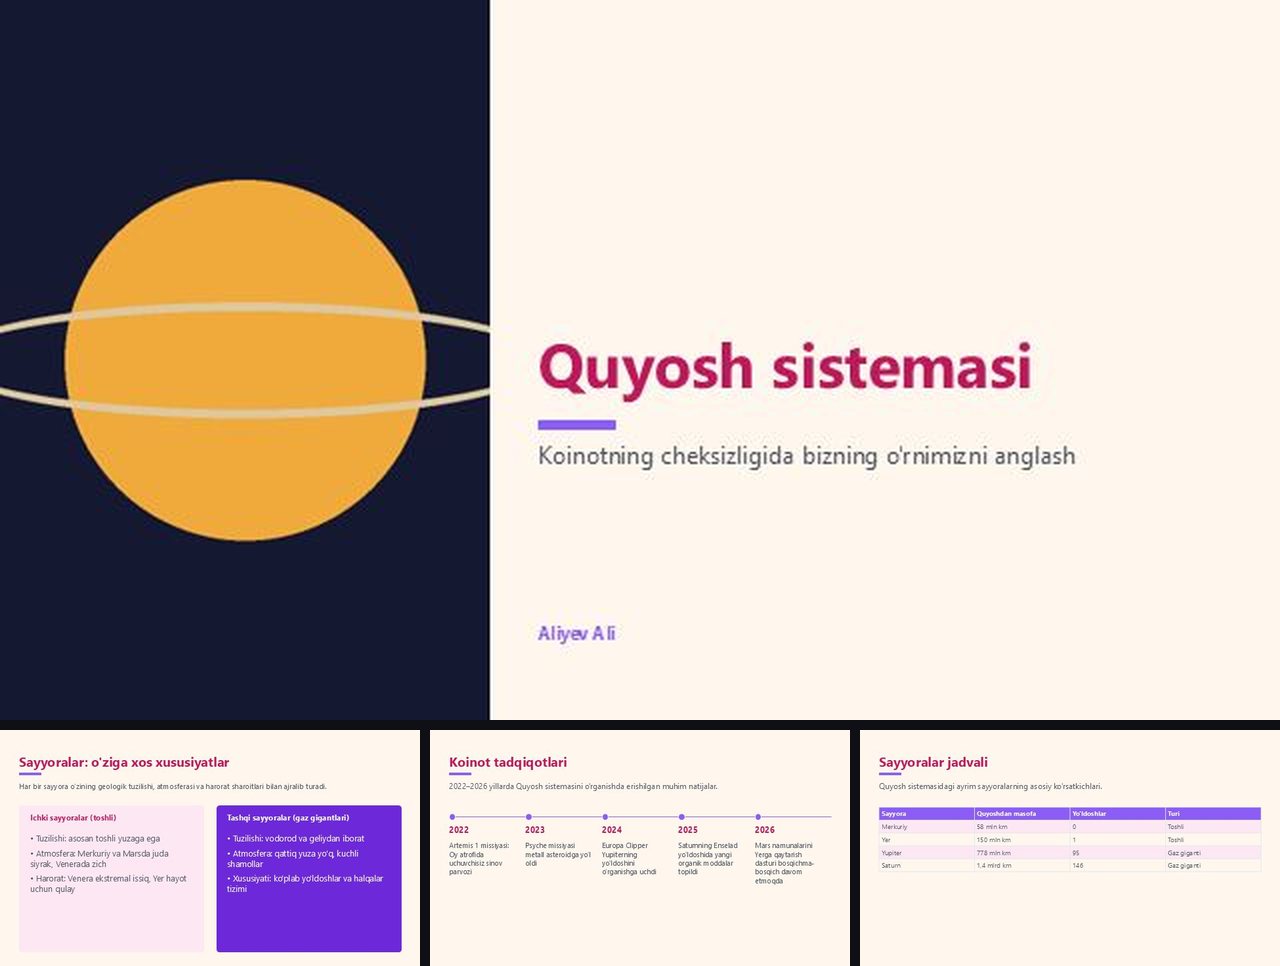 Quyosh sistemasi
Koinotning cheksizligida bizning o'rnimizni anglash
Aliyev Ali
Sayyoralar: o'ziga xos xususiyatlar
Har bir sayyora o'zining geologik tuzilishi, atmosferasi va harorat sharoitlari bilan ajralib turadi.
Ichki sayyoralar (toshli)
• Tuzilishi: asosan toshli yuzaga ega
• Atmosfera: Merkuriy va Marsda juda
siyrak, Venerada zich
• Harorat: Venera ekstremal issiq, Yer hayot
uchun qulay
Tashqi sayyoralar (gaz gigantlari)
• Tuzilishi: vodorod va geliydan iborat
• Atmosfera: qattiq yuza yo'q, kuchli
shamollar
• Xususiyati: ko'plab yo'ldoshlar va halqalar
tizimi
Koinot tadqiqotlari
2022–2026 yillarda Quyosh sistemasini o'rganishda erishilgan muhim natijalar.
2022
Artemis 1 missiyasi:
Oy atrofida
uchuvchisiz sinov
parvozi
2023
Psyche missiyasi
metall asteroidga yo'l
oldi
2024
Europa Clipper
Yupiterning
yo'ldoshini
o'rganishga uchdi
2025
Saturnning Enselad
yo'ldoshida yangi
organik moddalar
topildi
2026
Mars namunalarini
Yerga qaytarish
dasturi bosqichma-
bosqich davom
etmoqda
Sayyoralar jadvali
Quyosh sistemasidagi ayrim sayyoralarning asosiy ko'rsatkichlari.
Sayyora Quyoshdan masofa Yo'ldoshlar Turi
Merkuriy 58 mln km 0 Toshli
Yer 150 mln km 1 Toshli
Yupiter 778 mln km 95 Gaz giganti
Saturn 1,4 mlrd km 146 Gaz giganti